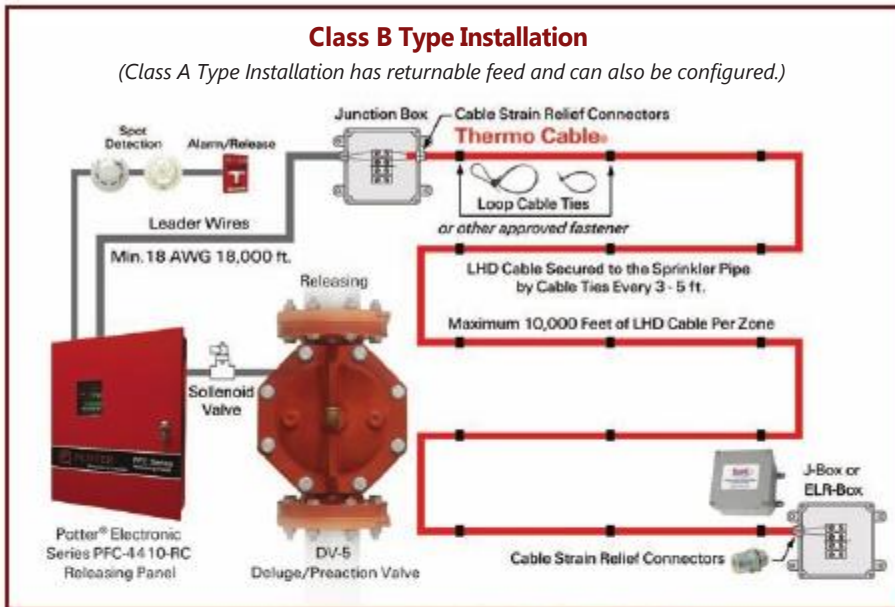 Class B Type Installation
(Class A Type Installation has returnable feed and can also be configured.)
Junction Box
Cable Strain Relief Connectors
Thermo Cable®
Spot
Detection
Alarm/Release
Loop Cable Ties
or other approved fastener
Leader Wires
Min. 18 AWG 18,000 ft.
LHD Cable Secured to the Sprinkler Pipe
by Cable Ties Every 3 - 5 ft.
Releasing
Maximum 10,000 Feet of LHD Cable Per Zone
Sollenoid
Valve
POTTER
PFC Series
J-Box or
ELR-Box
Potter® Electronic
Series PFC-4410-RC
Releasing Panel
DV-5
Deluge/Preaction Valve
Cable Strain Relief Connectors